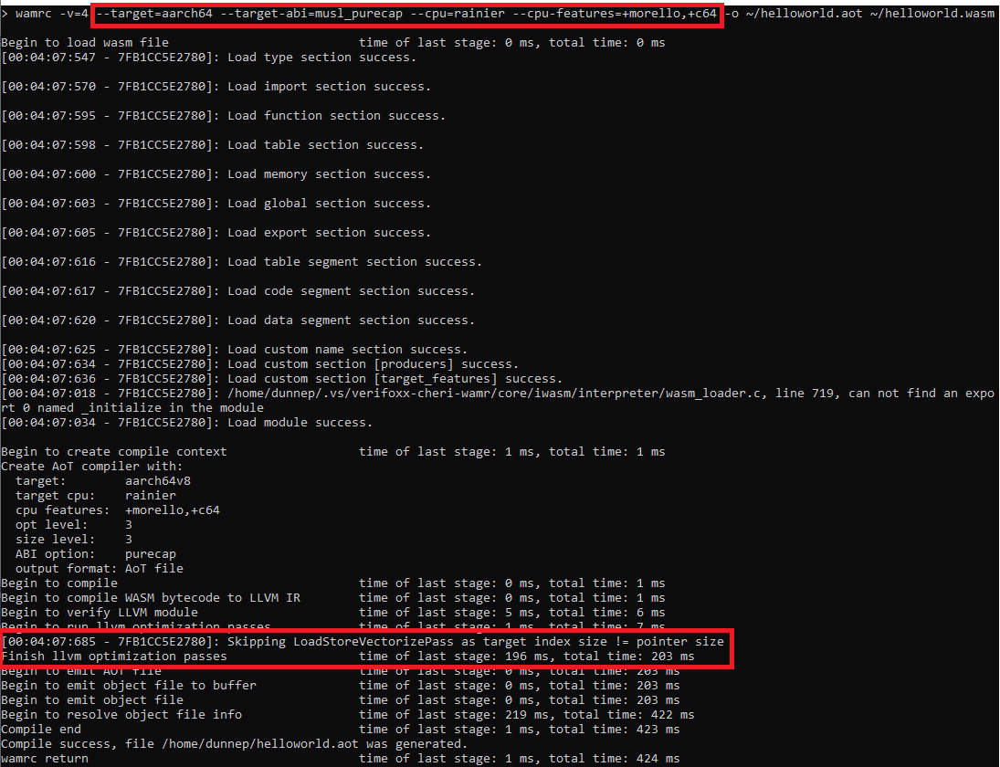 > wamrc -v=4 --target=aarch64 --target-abi=musl_purecap --cpu=rainier --cpu-features=+morello,+c64 -o ~/helloworld.aot ~/helloworld.wasm
Begin to load wasm file time of last stage: 0 ms, total time: 0 ms
[00:04:07:547 - 7FB1CC5E2780]: Load type section success.
[00:04:07:570 - 7FB1CC5E2780]: Load import section success.
[00:04:07:595 - 7FB1CC5E2780]: Load function section success.
[00:04:07:598 - 7FB1CC5E2780]: Load table section success.
[00:04:07:600 - 7FB1CC5E2780]: Load memory section success.
[00:04:07:603 - 7FB1CC5E2780]: Load global section success.
[00:04:07:605 - 7FB1CC5E2780]: Load export section success.
[00:04:07:616 - 7FB1CC5E2780]: Load table segment section success.
[00:04:07:617 - 7FB1CC5E2780]: Load code segment section success.
[00:04:07:620 - 7FB1CC5E2780]: Load data segment section success.
[00:04:07:625 - 7FB1CC5E2780]: Load custom name section success.
[00:04:07:634 - 7FB1CC5E2780]: Load custom section [producers] success.
[00:04:07:636 - 7FB1CC5E2780]: Load custom section [target_features] success.
[00:04:07:018 - 7FB1CC5E2780]: /home/dunnep/.vs/verifoxx-cheri-wamr/core/iwasm/interpreter/wasm_loader.c, line 719, can not find an expo
rt 0 named _initialize in the module
[00:04:07:034 - 7FB1CC5E2780]: Load module success.
Begin to create compile context time of last stage: 1 ms, total time: 1 ms
Create AoT compiler with:
target: aarch64v8
target cpu: rainier
cpu features: +morello,+c64
opt level: 3
size level: 3
ABI option: purecap
output format: AoT file
Begin to compile time of last stage: 0 ms, total time: 1 ms
Begin to compile WASM bytecode to LLVM IR time of last stage: 0 ms, total time: 1 ms
Begin to verify LLVM module time of last stage: 5 ms, total time: 6 ms
Begin to run llvm optimization passes time of last stage: 1 ms, total time: 7 ms
[00:04:07:685 - 7FB1CC5E2780]: Skipping LoadStoreVectorizePass as target index size != pointer size
Finish llvm optimization passes time of last stage: 196 ms, total time: 203 ms
Begin to emit AOT file time of last stage: 0 ms, total time: 203 ms
Begin to emit object file to buffer time of last stage: 0 ms, total time: 203 ms
Begin to emit object file time of last stage: 0 ms, total time: 203 ms
Begin to resolve object file info time of last stage: 219 ms, total time: 422 ms
Compile end time of last stage: 1 ms, total time: 423 ms
Compile success, file /home/dunnep/helloworld.aot was generated.
wamrc return time of last stage: 1 ms, total time: 424 ms